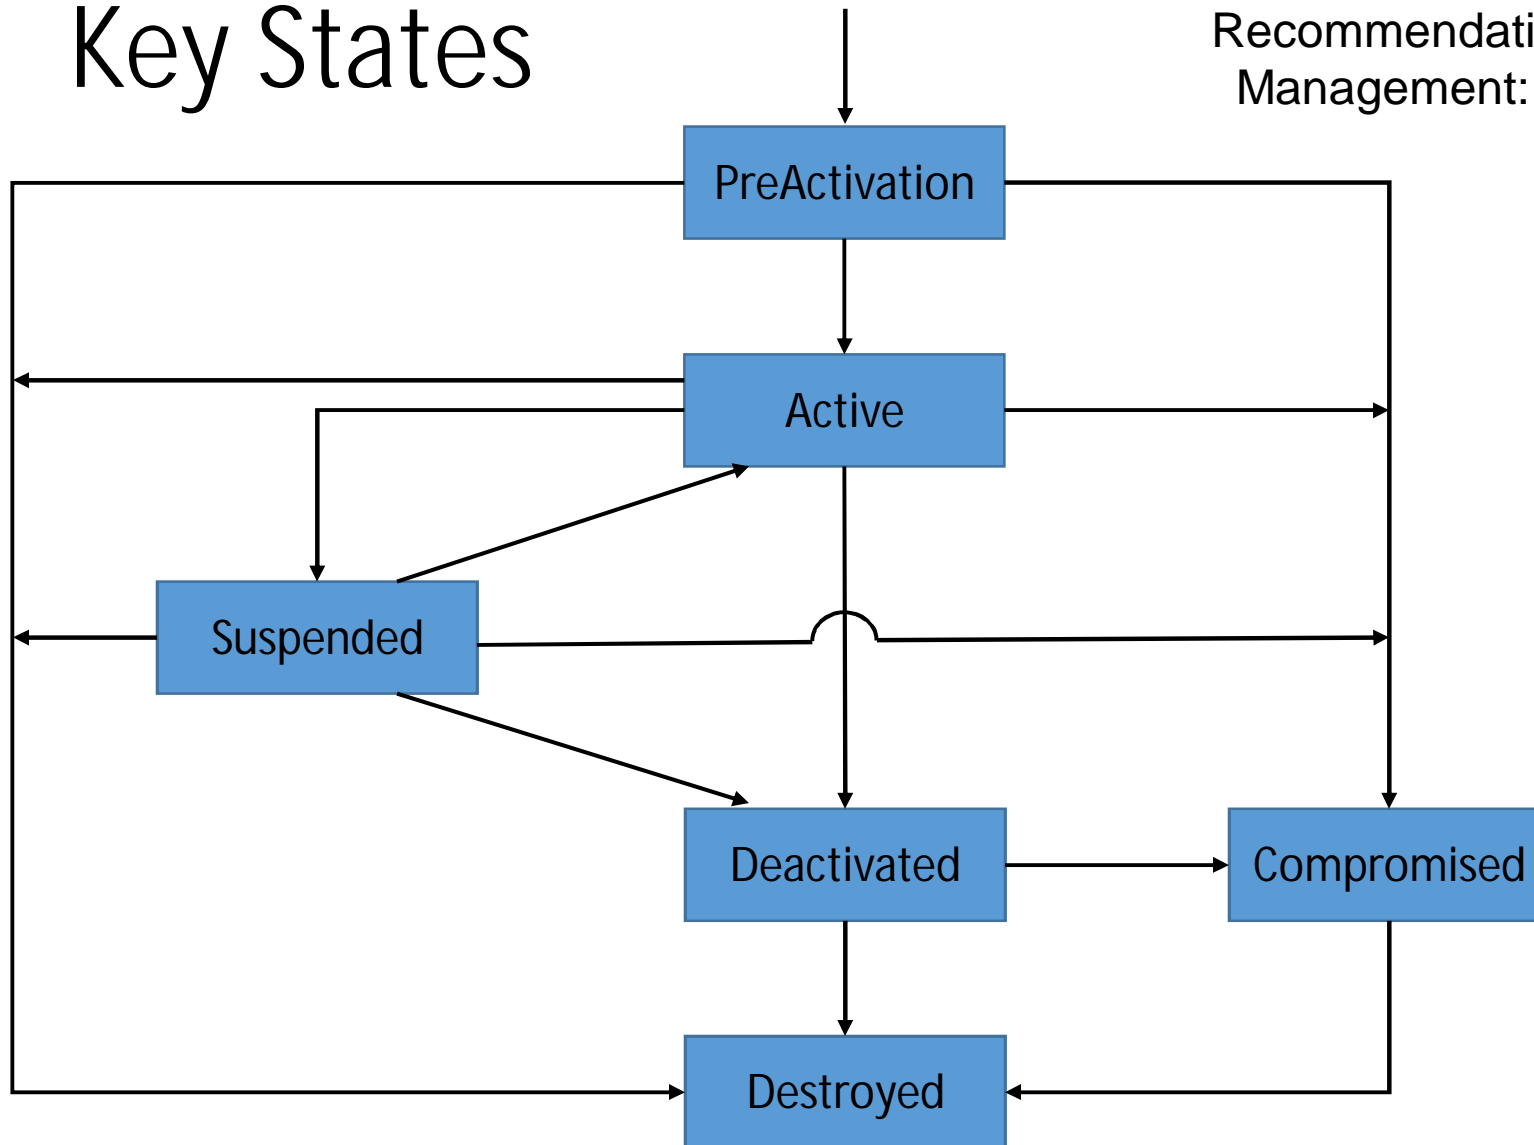 Key States
Recommendati
Management:
PreActivation
Active
Suspended
Deactivated
Compromised
Destroyed